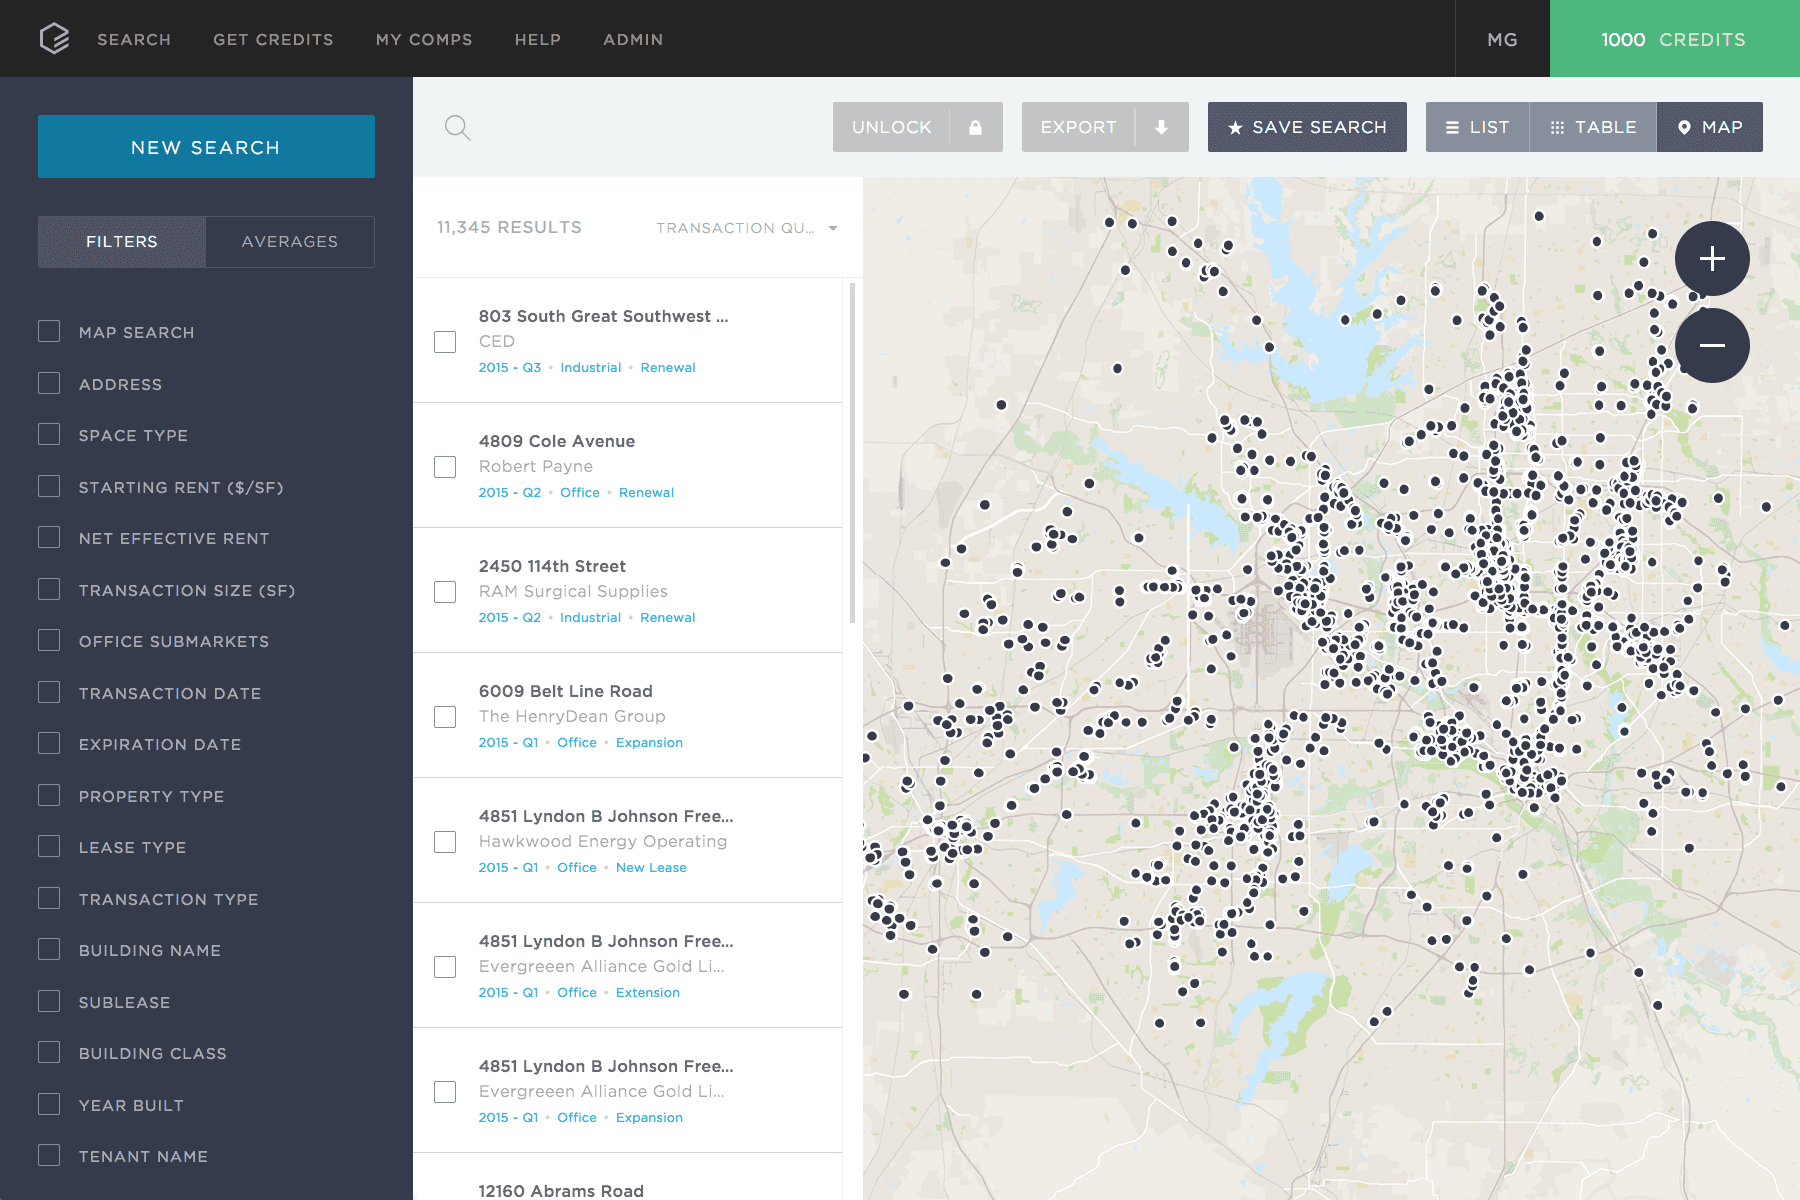 SEARCH GET CREDITS MY COMPS HELP ADMIN MG 1000 CREDITS
NEW SEARCH
FILTERS AVERAGES
MAP SEARCH
ADDRESS
SPACE TYPE
STARTING RENT ($/SF)
NET EFFECTIVE RENT
TRANSACTION SIZE (SF)
OFFICE SUBMARKETS
TRANSACTION DATE
EXPIRATION DATE
PROPERTY TYPE
LEASE TYPE
TRANSACTION TYPE
BUILDING NAME
SUBLEASE
BUILDING CLASS
YEAR BUILT
TENANT NAME
UNLOCK EXPORT SAVE SEARCH LIST TABLE MAP
11,345 RESULTS TRANSACTION QU...
803 South Great Southwest ...
CED
2015 - Q3 • Industrial • Renewal
4809 Cole Avenue
Robert Payne
2015 - Q2 • Office • Renewal
2450 114th Street
RAM Surgical Supplies
2015 - Q2 • Industrial • Renewal
6009 Belt Line Road
The HenryDean Group
2015 - Q1 • Office • Expansion
4851 Lyndon B Johnson Free...
Hawkwood Energy Operating
2015 - Q1 • Office • New Lease
4851 Lyndon B Johnson Free...
Evergreeen Alliance Gold Li...
2015 - Q1 • Office • Extension
4851 Lyndon B Johnson Free...
Evergreeen Alliance Gold Li...
2015 - Q1 • Office • Expansion
12160 Abrams Road